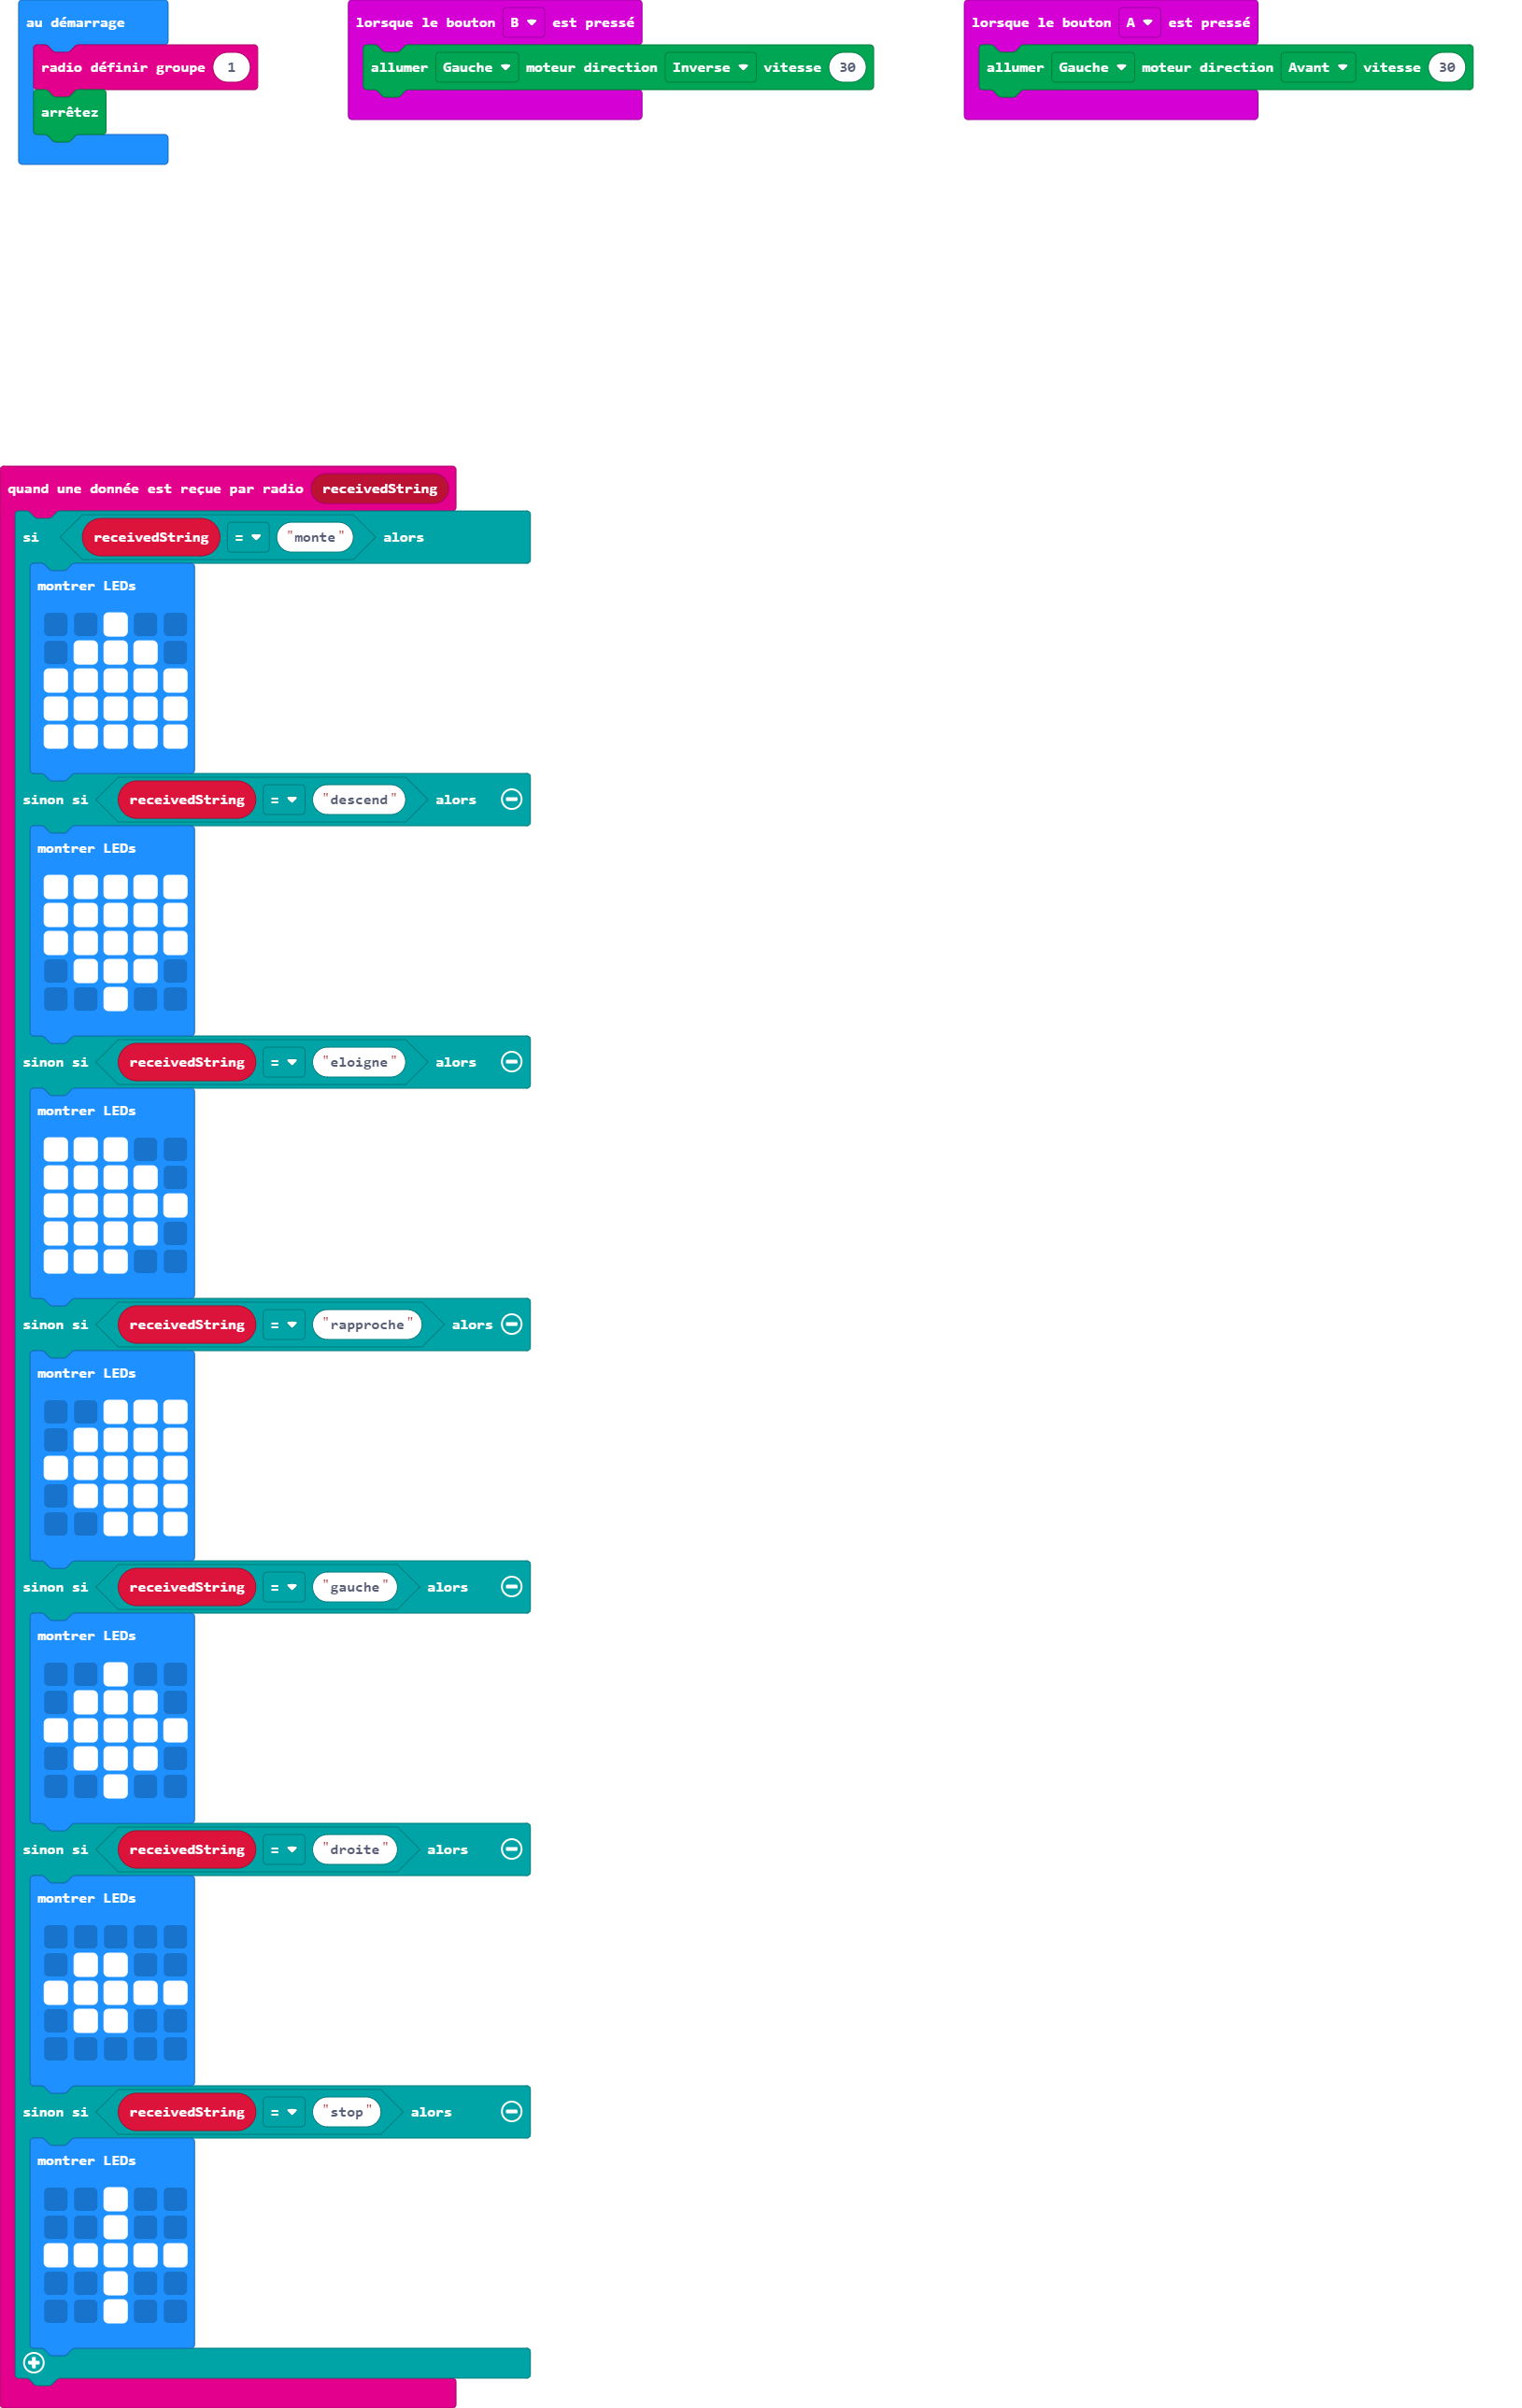 au démarrage
radio définir groupe 1
arrêtez
lorsque le bouton B est pressé
allumer Gauche moteur direction Inverse vitesse 30
lorsque le bouton A est pressé
allumer Gauche moteur direction Avant vitesse 30
quand une donnée est reçue par radio receivedString
si receivedString = "monte" alors
montrer LEDs
sinon si receivedString = "descend" alors
montrer LEDs
sinon si receivedString = "eloigne" alors
montrer LEDs
sinon si receivedString = "rapproche" alors
montrer LEDs
sinon si receivedString = "gauche" alors
montrer LEDs
sinon si receivedString = "droite" alors
montrer LEDs
sinon si receivedString = "stop" alors
montrer LEDs